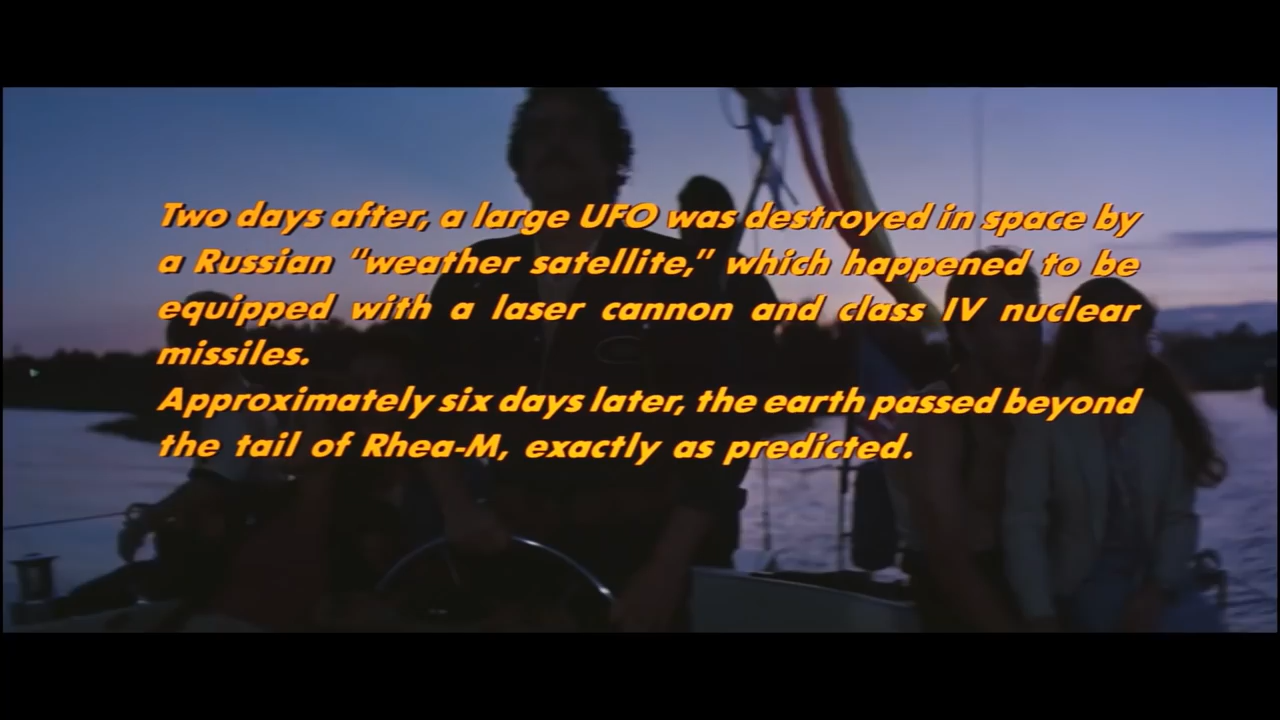 Two days after, a large UFO was destroyed in space by
a Russian "weather satellite," which happened to be
equipped with a laser cannon and class IV nuclear
missiles.
Approximately six days later, the earth passed beyond
the tail of Rhea-M, exactly as predicted.